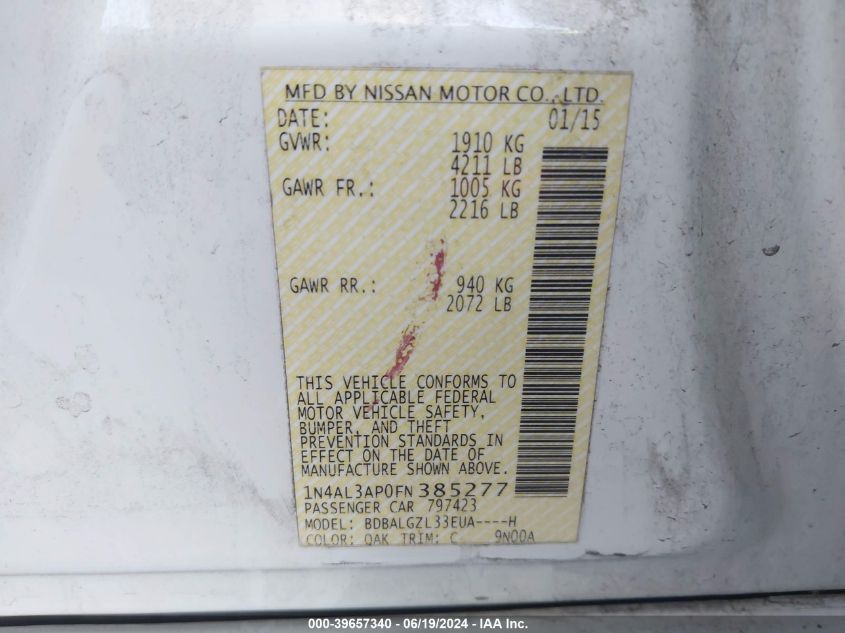 MFD BY NISSAN MOTOR CO., LTD.
DATE: 01/15
GVWR: 1910 KG
4211 LB
GAWR FR.: 1005 KG
2216 LB
GAWR RR.: 940 KG
2072 LB
THIS VEHICLE CONFORMS TO
ALL APPLICABLE FEDERAL
MOTOR VEHICLE SAFETY,
BUMPER, AND THEFT
PREVENTION STANDARDS IN
EFFECT ON THE DATE OF
MANUFACTURE SHOWN ABOVE.
1N4AL3AP0FN385277
PASSENGER CAR 797423
MODEL: BDBALGZL33EUA----H
COLOR: QAK TRIM: C 9N00A
000-39657340 - 06/19/2024 - IAA Inc.